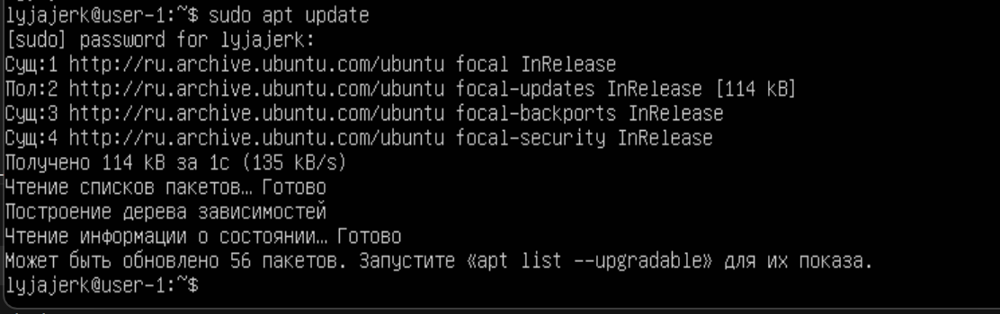 lyjajerk@user-1:~$ sudo apt update
[sudo] password for lyjajerk:
Сущ:1 http://ru.archive.ubuntu.com/ubuntu focal InRelease
Пол:2 http://ru.archive.ubuntu.com/ubuntu focal-updates InRelease [114 kB]
Сущ:3 http://ru.archive.ubuntu.com/ubuntu focal-backports InRelease
Сущ:4 http://ru.archive.ubuntu.com/ubuntu focal-security InRelease
Получено 114 kB за 1с (135 kB/s)
Чтение списков пакетов… Готово
Построение дерева зависимостей
Чтение информации о состоянии… Готово
Может быть обновлено 56 пакетов. Запустите «apt list --upgradable» для их показа.
lyjajerk@user-1:~$